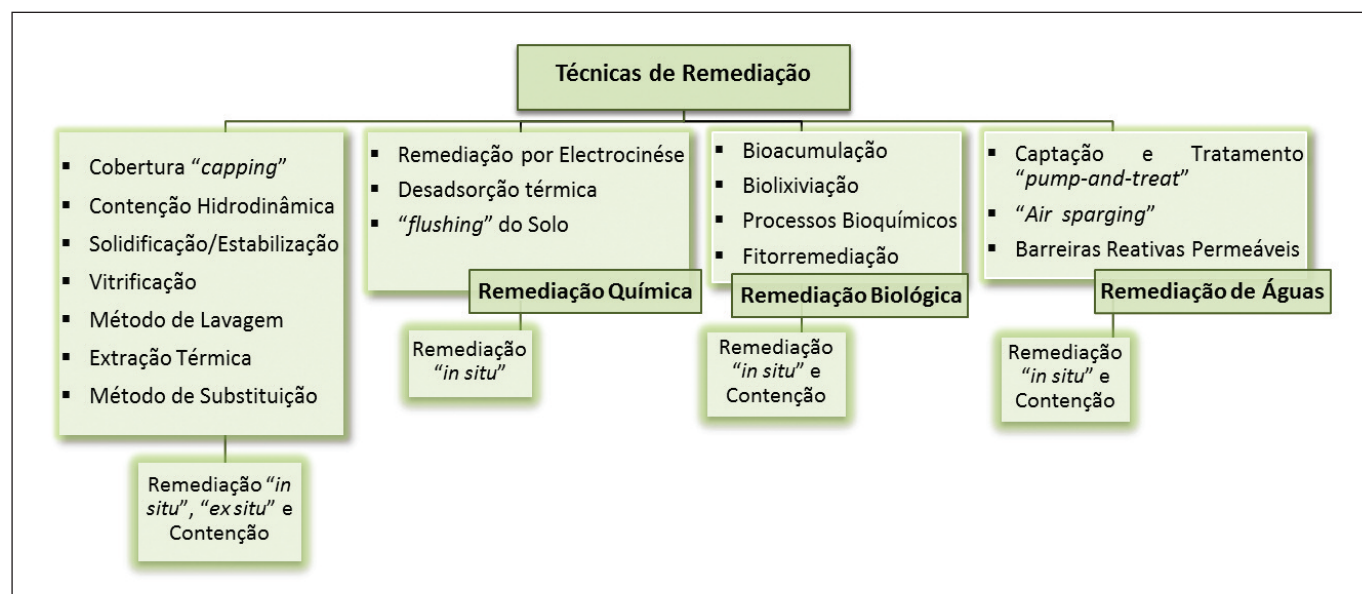 Técnicas de Remediação
Cobertura “capping”
Contenção Hidrodinâmica
Solidificação/Estabilização
Vitrificação
Método de Lavagem
Extração Térmica
Método de Substituição
Remediação “in
situ”, “ex situ” e
Contenção
Remediação por Electrocinése
Desadsorção térmica
“flushing” do Solo
Remediação Química
Remediação
“in situ”
Bioacumulação
Biolixiviação
Processos Bioquímicos
Fitorremediação
Remediação Biológica
Remediação
“in situ” e
Contenção
Captação e Tratamento
“pump-and-treat”
“Air sparging”
Barreiras Reativas Permeáveis
Remediação de Águas
Remediação
“in situ” e
Contenção